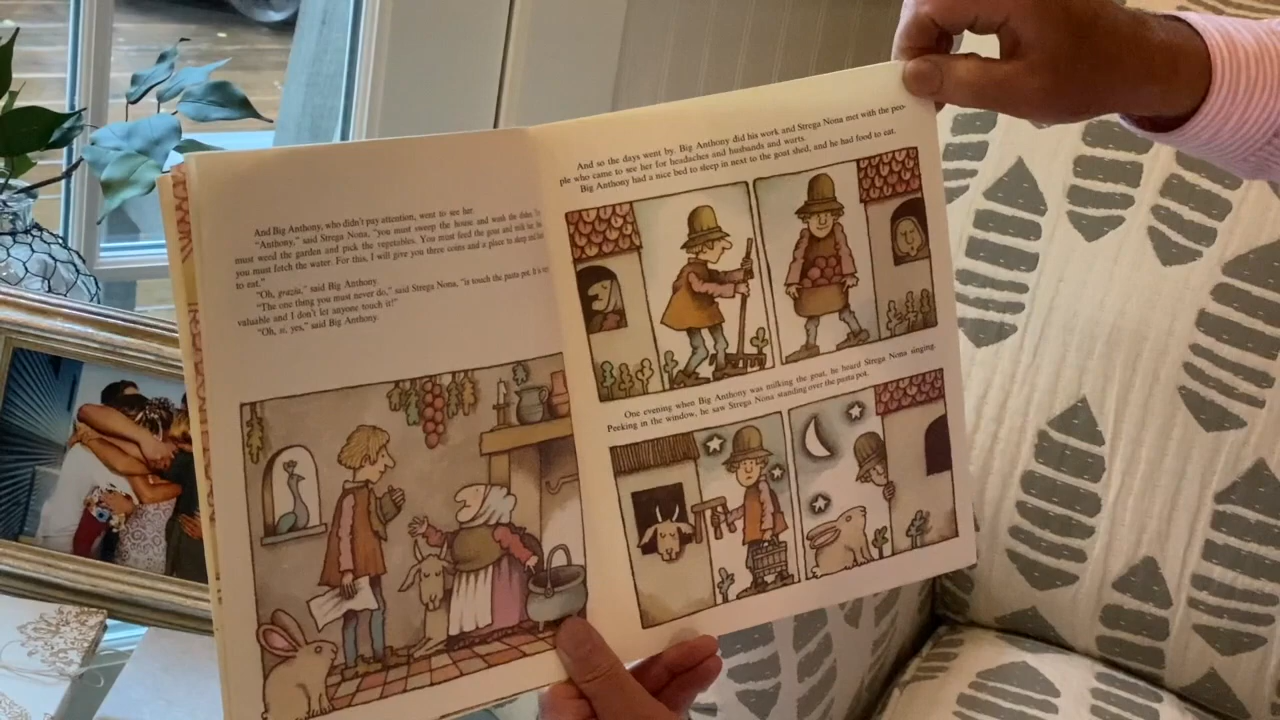 And Big Anthony, who didn't pay attention, went to see her.
"Anthony," said Strega Nona, "you must sweep the house and wash the dishes. You
must weed the garden and pick the vegetables. You must feed the goat and milk her. And
you must fetch the water. For this, I will give you three coins and a place to sleep and food
to eat."
"Oh, grazia," said Big Anthony.
"The one thing you must never do," said Strega Nona, "is touch the pasta pot. It is very
valuable and I don't let anyone touch it!"
"Oh, si, yes," said Big Anthony.
And so the days went by. Big Anthony did his work and Strega Nona met with the peo-
ple who came to see her for headaches and husbands and warts.
Big Anthony had a nice bed to sleep in next to the goat shed, and he had food to eat.
One evening when Big Anthony was milking the goat, he heard Strega Nona singing.
Peeking in the window, he saw Strega Nona standing over the pasta pot.